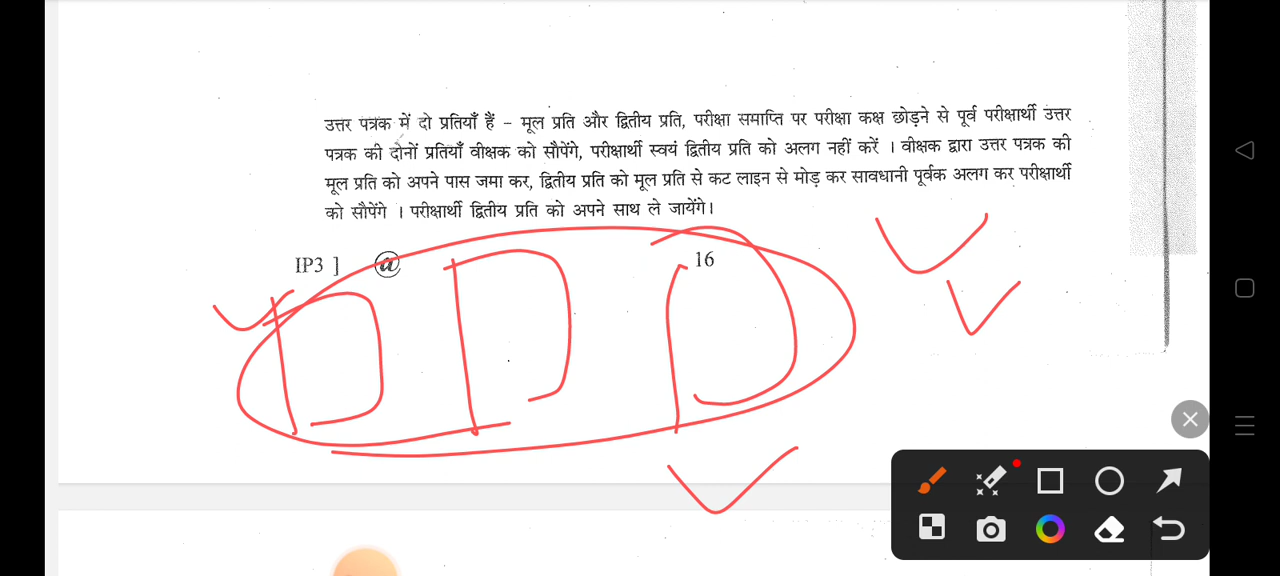 उत्तर पत्रक में दो प्रतियाँ हैं – मूल प्रति और द्वितीय प्रति, परीक्षा समाप्ति पर परीक्षा कक्ष छोड़ने से पूर्व परीक्षार्थी उत्तर
पत्रक की दोनों प्रतियाँ वीक्षक को सौपेंगे, परीक्षार्थी स्वयं द्वितीय प्रति को अलग नहीं करें । वीक्षक द्वारा उत्तर पत्रक की
मूल प्रति को अपने पास जमा कर, द्वितीय प्रति को मूल प्रति से कट लाइन से मोड़ कर सावधानी पूर्वक अलग कर परीक्षार्थी
को सौपेंगे । परीक्षार्थी द्वितीय प्रति को अपने साथ ले जायेंगे।
IP3 ] @ 16
D D D